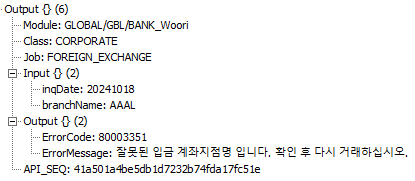 Output {} (6)
Module: GLOBAL/GBL/BANK_Woori
Class: CORPORATE
Job: FOREIGN_EXCHANGE
Input {} (2)
inqDate: 20241018
branchName: AAAL
Output {} (2)
ErrorCode: 80003351
ErrorMessage: 잘못된 입금 계좌지점명 입니다. 확인 후 다시 거래하십시오.
API_SEQ: 41a501a4be5db1d7232b74fda17fc51e